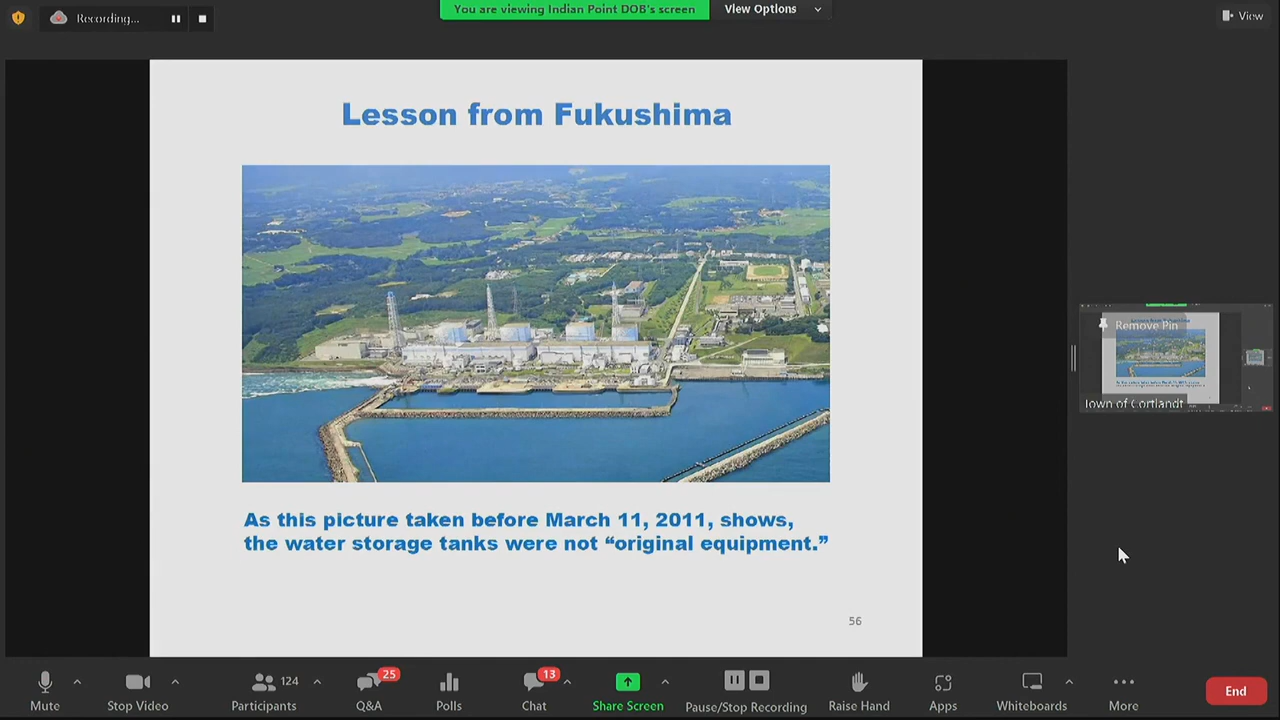 Recording...
You are viewing Indian Point DOB's screen
View Options
View
Lesson from Fukushima
As this picture taken before March 11, 2011, shows,
the water storage tanks were not “original equipment.”
56
Remove Pin
Town of Cortlandt
25
13
124
Mute
Stop Video
Participants
Q&A
Polls
Chat
Share Screen
Pause/Stop Recording
Raise Hand
Apps
Whiteboards
More
End